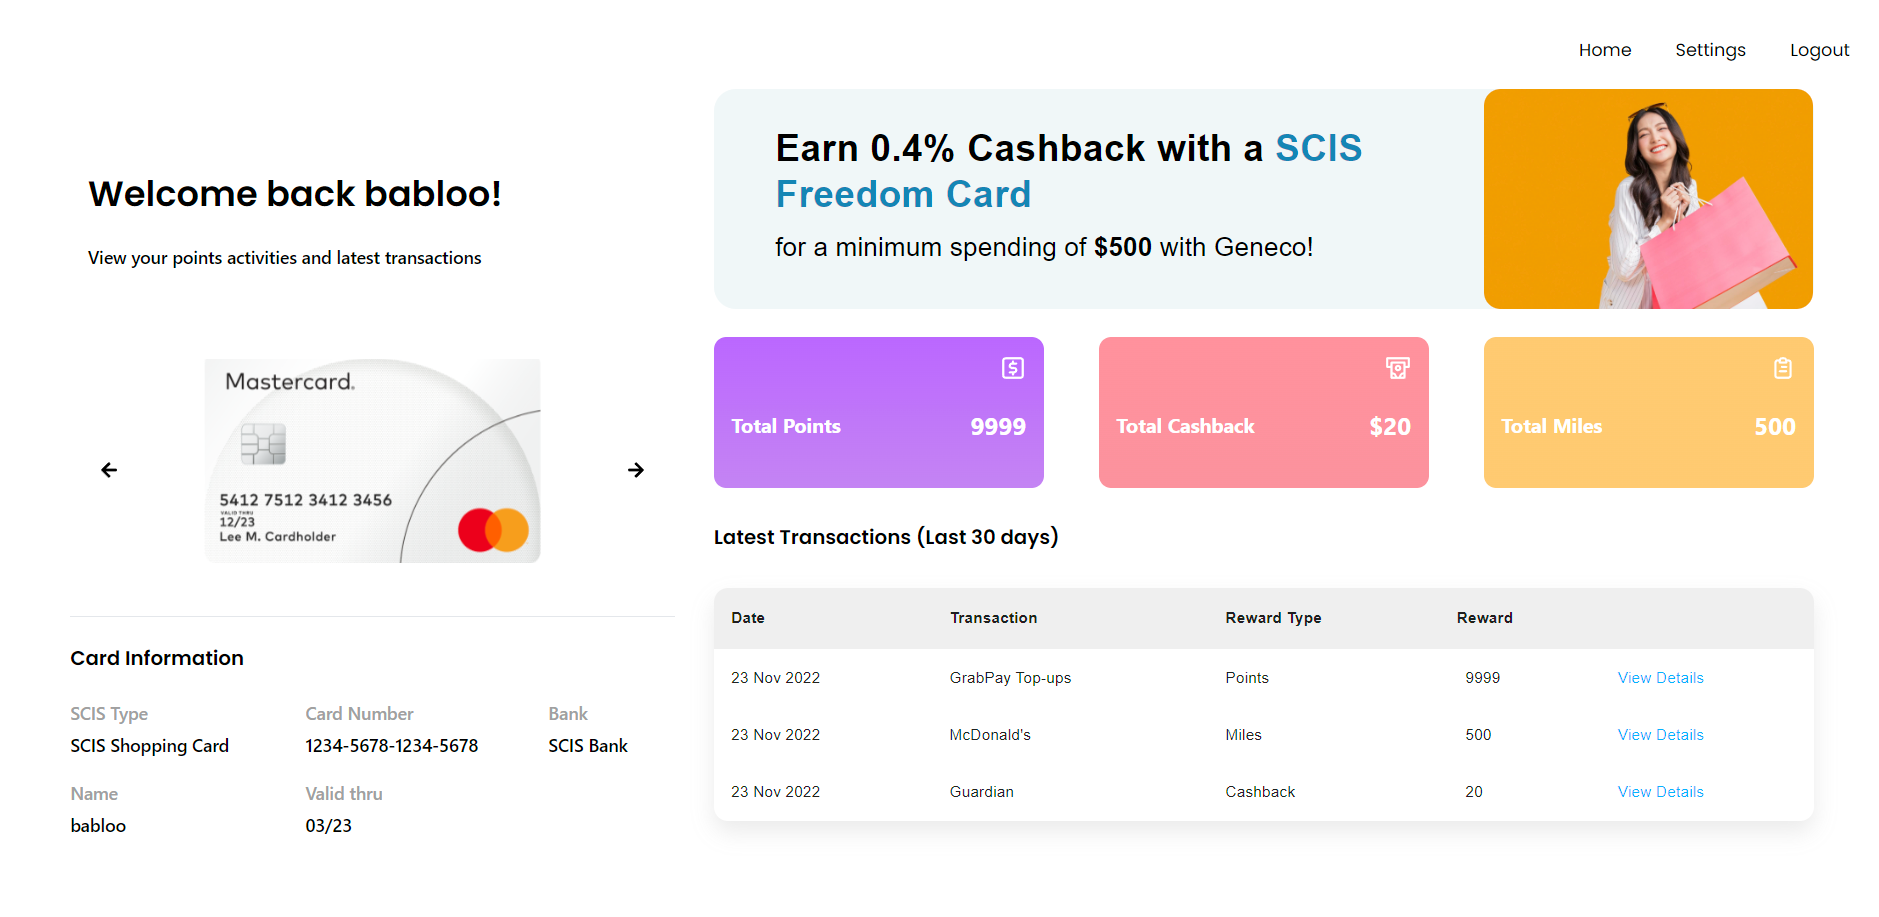 Home Settings Logout
Welcome back babloo!
View your points activities and latest transactions
Mastercard.
5412 7512 3412 3456
VALID THRU
12/23
Lee M. Cardholder
Card Information
SCIS Type Card Number Bank
SCIS Shopping Card 1234-5678-1234-5678 SCIS Bank
Name Valid thru
babloo 03/23
Earn 0.4% Cashback with a SCIS
Freedom Card
for a minimum spending of $500 with Geneco!
Total Points 9999
Total Cashback $20
Total Miles 500
Latest Transactions (Last 30 days)
Date Transaction Reward Type Reward
23 Nov 2022 GrabPay Top-ups Points 9999 View Details
23 Nov 2022 McDonald's Miles 500 View Details
23 Nov 2022 Guardian Cashback 20 View Details